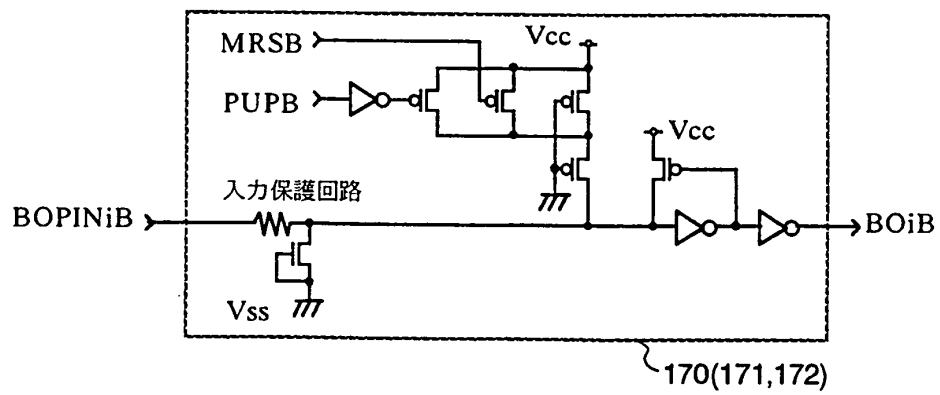 MRSB
Vcc
PUPB
Vcc
入力保護回路
BOPINiB
BOiB
Vss
170(171,172)